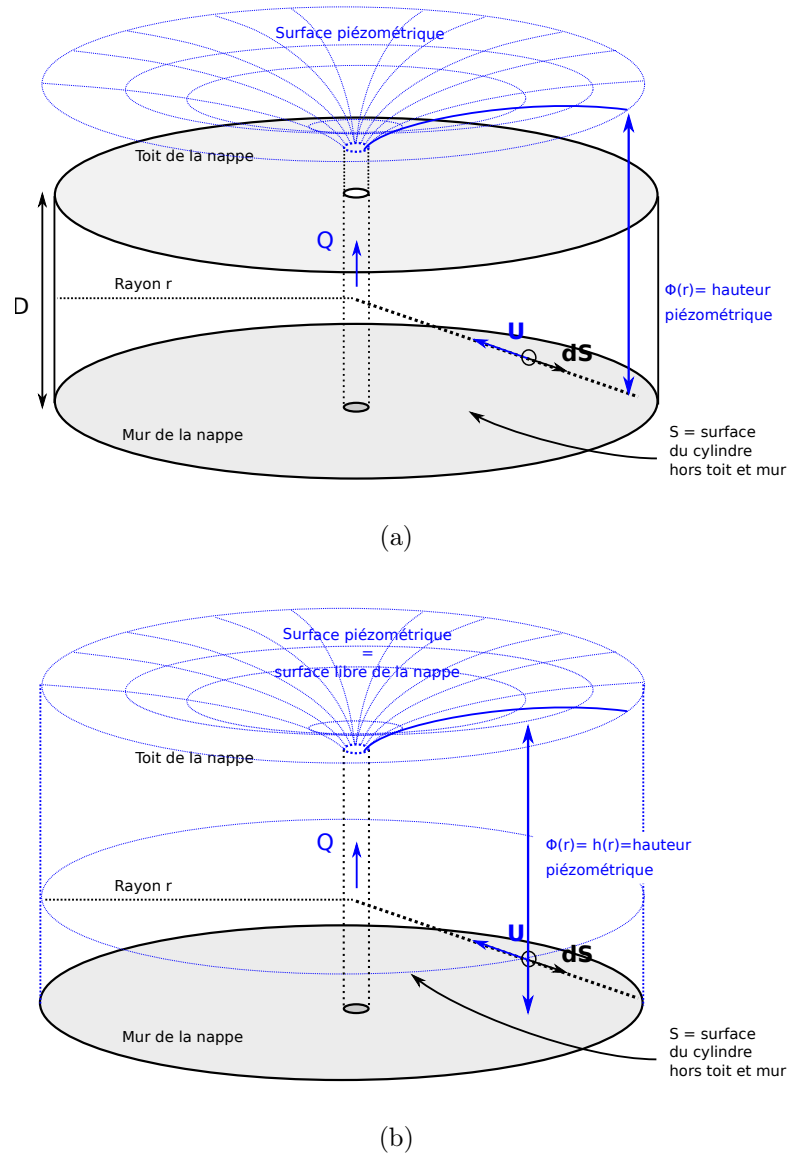 Surface piézométrique
Toit de la nappe
Q
Rayon r
D
Φ(r)= hauteur
piézométrique
U
dS
Mur de la nappe
S = surface
du cylindre
hors toit et mur
(a)
Surface piézométrique
=
surface libre de la nappe
Toit de la nappe
Q
Φ(r)= h(r)=hauteur
piézométrique
Rayon r
U
dS
Mur de la nappe
S = surface
du cylindre
hors toit et mur
(b)